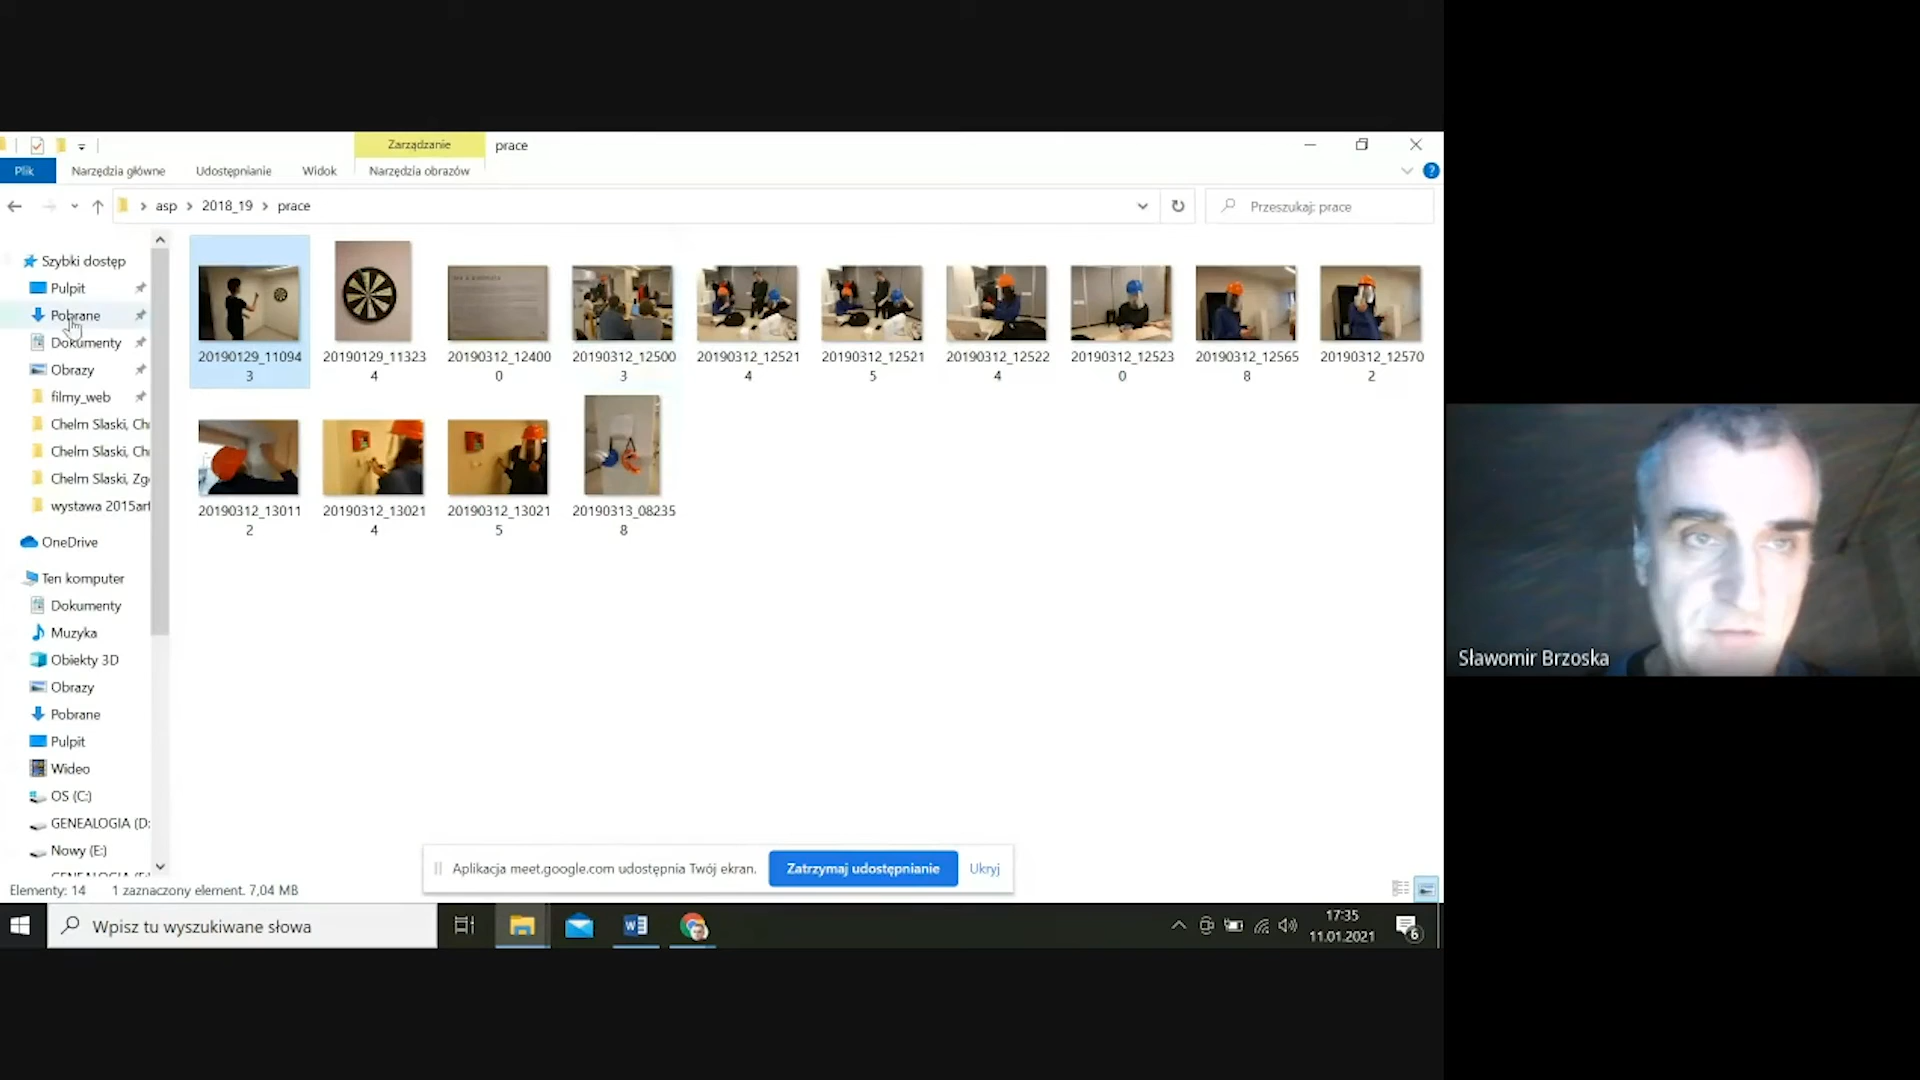 Zarządzanie
prace
Plik
Narzędzia główne
Udostępnianie
Widok
Narzędzia obrazów
asp > 2018_19 > prace
Przeszukaj: prace
Szybki dostęp
Pulpit
Pobrane
Dokumenty
Obrazy
filmy_web
Chelm Slaski, Ch
Chelm Slaski, Ch
Chelm Slaski, Zg
wystawa 2015art
OneDrive
Ten komputer
Dokumenty
Muzyka
Obiekty 3D
Obrazy
Pobrane
Pulpit
Wideo
OS (C:)
GENEALOGIA (D:
Nowy (E:)
20190129_11094
3
20190129_11323
4
20190312_12400
0
20190312_12500
3
20190312_12521
4
20190312_12521
5
20190312_12522
4
20190312_12523
0
20190312_12565
8
20190312_12570
2
20190312_13011
2
20190312_13021
4
20190312_13021
5
20190313_08235
8
Aplikacja meet.google.com udostępnia Twój ekran.
Zatrzymaj udostępnianie
Ukryj
Elementy: 14
1 zaznaczony element. 7,04 MB
Wpisz tu wyszukiwane słowa
17:35
11.01.2021
6
Sławomir Brzoska